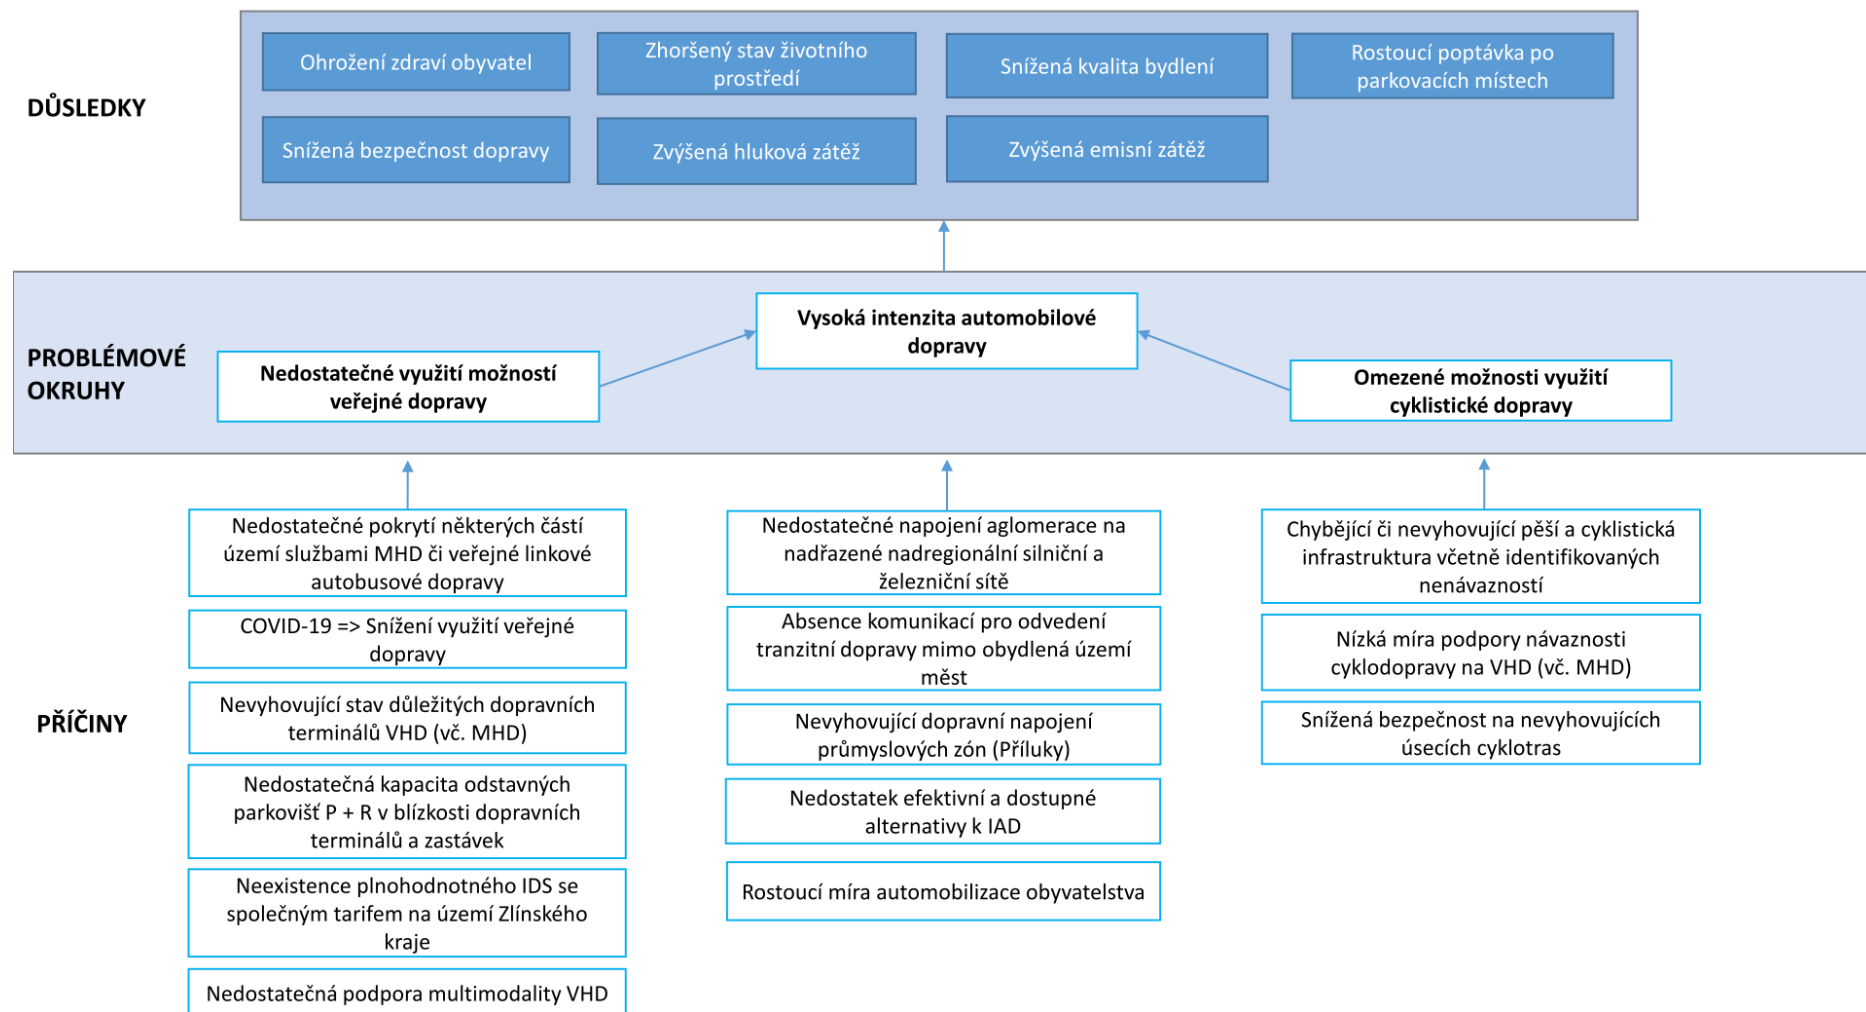 DŮSLEDKY
Ohrožení zdraví obyvatel
Zhoršený stav životního
prostředí
Snížená kvalita bydlení
Rostoucí poptávka po
parkovacích místech
Snížená bezpečnost dopravy
Zvýšená hluková zátěž
Zvýšená emisní zátěž
PROBLÉMOVÉ
OKRUHY
Nedostatečné využití možností
veřejné dopravy
Vysoká intenzita automobilové
dopravy
Omezené možnosti využití
cyklistické dopravy
PŘÍČINY
Nedostatečné pokrytí některých částí
území službami MHD či veřejné linkové
autobusové dopravy
COVID-19 => Snížení využití veřejné
dopravy
Nevyhovující stav důležitých dopravních
terminálů VHD (vč. MHD)
Nedostatečná kapacita odstavných
parkovišť P + R v blízkosti dopravních
terminálů a zastávek
Neexistence plnohodnotného IDS se
společným tarifem na území Zlínského
kraje
Nedostatečná podpora multimodality VHD
Nedostatečné napojení aglomerace na
nadřazené nadregionální silniční a
železniční sítě
Absence komunikací pro odvedení
tranzitní dopravy mimo obydlená území
měst
Nevyhovující dopravní napojení
průmyslových zón (Příluky)
Nedostatek efektivní a dostupné
alternativy k IAD
Rostoucí míra automobilizace obyvatelstva
Chybějící či nevyhovující pěší a cyklistická
infrastruktura včetně identifikovaných
nenávazností
Nízká míra podpory návaznosti
cyklodopravy na VHD (vč. MHD)
Snížená bezpečnost na nevyhovujících
úsecích cyklotras